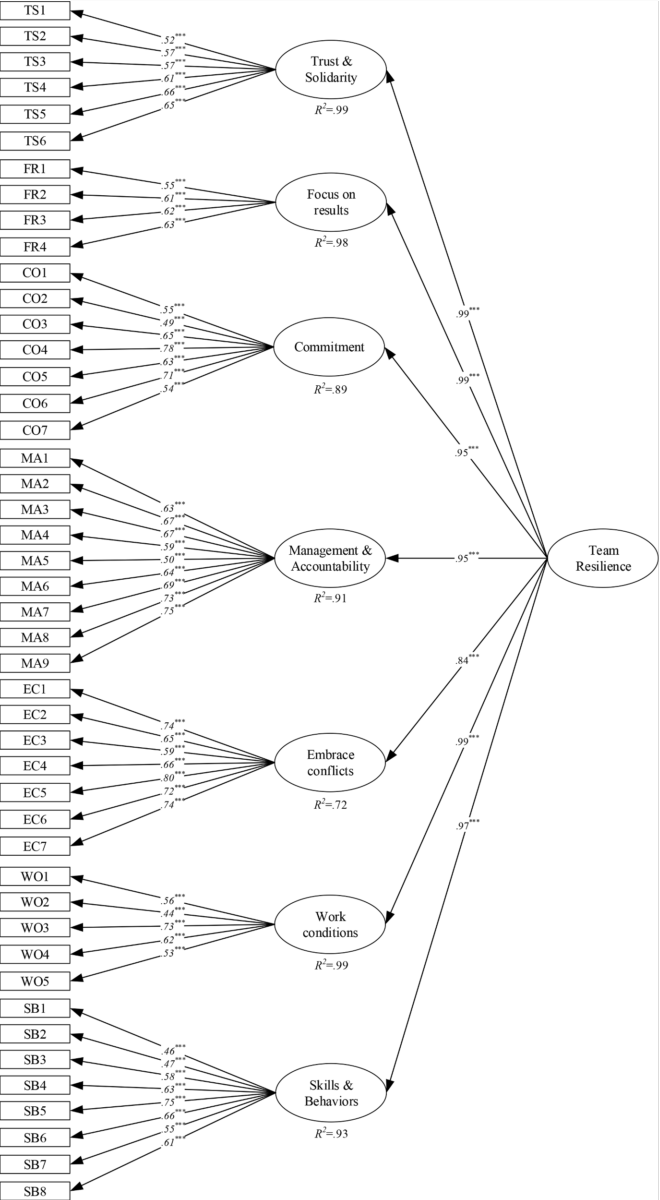 TS1
TS2
TS3
TS4
TS5
TS6
.52***
.57***
.57***
.61***
.66***
.65***
Trust &
Solidarity
R²=.99
FR1
FR2
FR3
FR4
.55***
.61***
.62***
.63***
Focus on
results
R²=.98
CO1
CO2
CO3
CO4
CO5
CO6
CO7
.55***
.49***
.65***
.78***
.63***
.71***
.54***
Commitment
R²=.89
MA1
MA2
MA3
MA4
MA5
MA6
MA7
MA8
MA9
.63***
.67***
.67***
.59***
.50***
.64***
.69***
.73***
.75***
Management &
Accountability
R²=.91
EC1
EC2
EC3
EC4
EC5
EC6
EC7
.74***
.65***
.59***
.66***
.80***
.72***
.74***
Embrace
conflicts
R²=.72
WO1
WO2
WO3
WO4
WO5
.56***
.44***
.73***
.62***
.53***
Work
conditions
R²=.99
SB1
SB2
SB3
SB4
SB5
SB6
SB7
SB8
.46***
.47***
.58***
.63***
.75***
.66***
.55***
.61***
Skills &
Behaviors
R²=.93
.99***
.99***
.95***
.95***
.84***
.99***
.97***
Team
Resilience